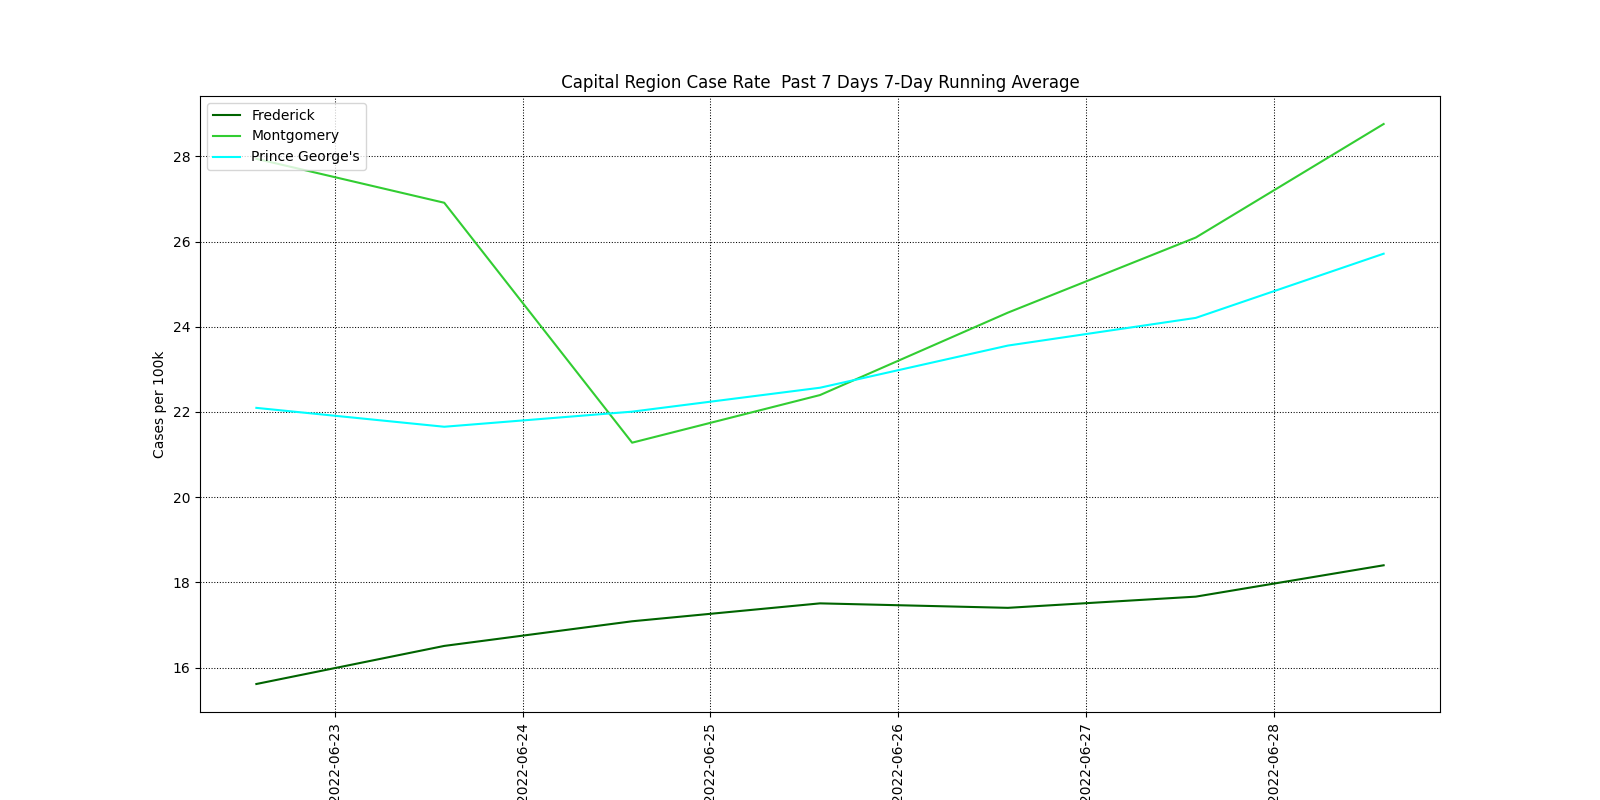 Capital Region Case Rate  Past 7 Days 7-Day Running Average
Frederick
Montgomery
Prince George's
Cases per 100k
28
26
24
22
20
18
16
2022-06-23
2022-06-24
2022-06-25
2022-06-26
2022-06-27
2022-06-28